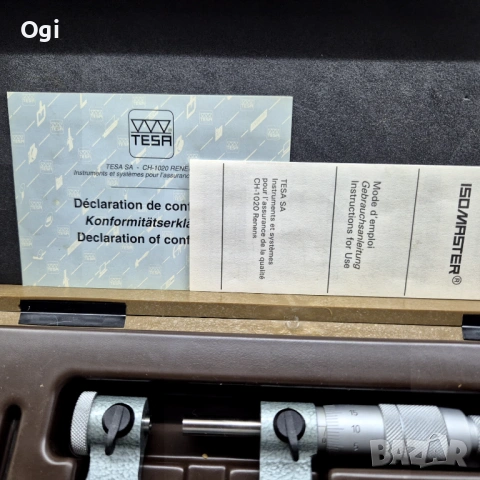 Ogi
TESA
TESA SA - CH-1020 RENENS
Instruments et systèmes pour l'assurance
Déclaration de conf
Konformitätserklä
Declaration of conf
TESA SA
Instruments et systèmes
pour l'assurance de la qualité
CH-1020 Renens
Mode d'emploi
Gebrauchsanleitung
Instructions for Use
ISOMASTER®
bazar